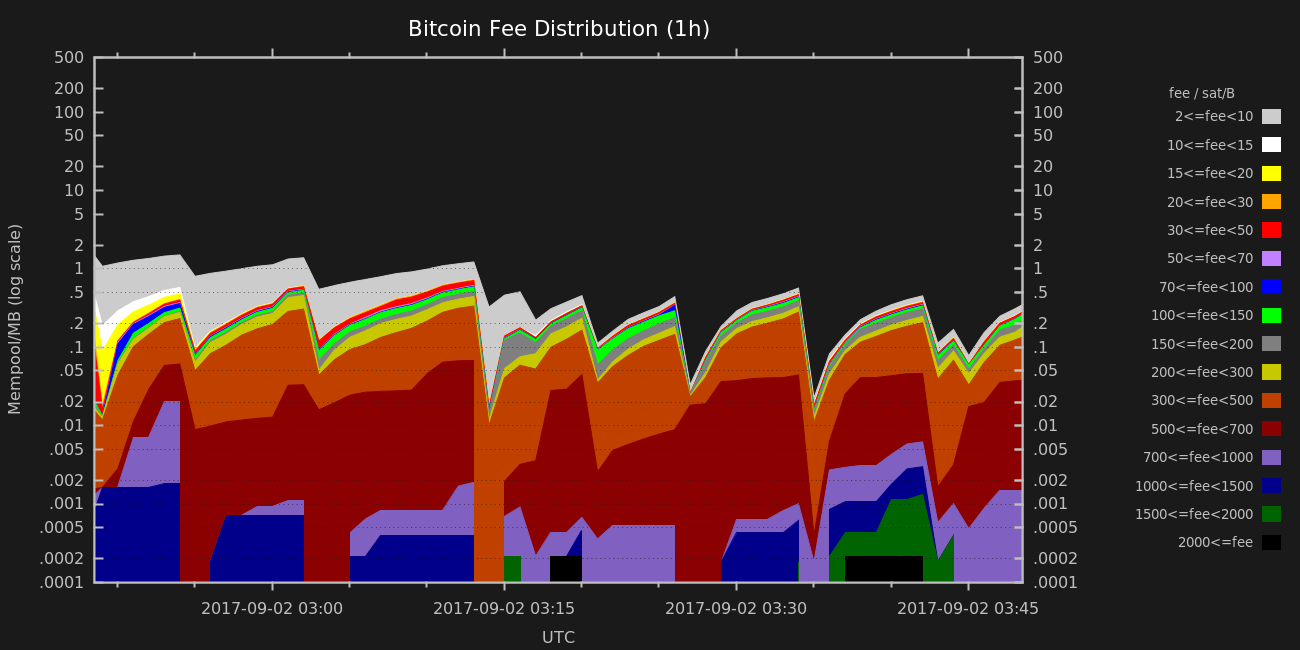 Bitcoin Fee Distribution (1h)
500 500
200 200
100 100
50 50
20 20
10 10
5 5
2 2
1 1
.5 .5
.2 .2
.1 .1
.05 .05
.02 .02
.01 .01
.005 .005
.002 .002
.001 .001
.0005 .0005
.0002 .0002
.0001 .0001
Mempool/MB (log scale)
2017-09-02 03:00 2017-09-02 03:15 2017-09-02 03:30 2017-09-02 03:45
UTC
fee / sat/B
2<=fee<10
10<=fee<15
15<=fee<20
20<=fee<30
30<=fee<50
50<=fee<70
70<=fee<100
100<=fee<150
150<=fee<200
200<=fee<300
300<=fee<500
500<=fee<700
700<=fee<1000
1000<=fee<1500
1500<=fee<2000
2000<=fee